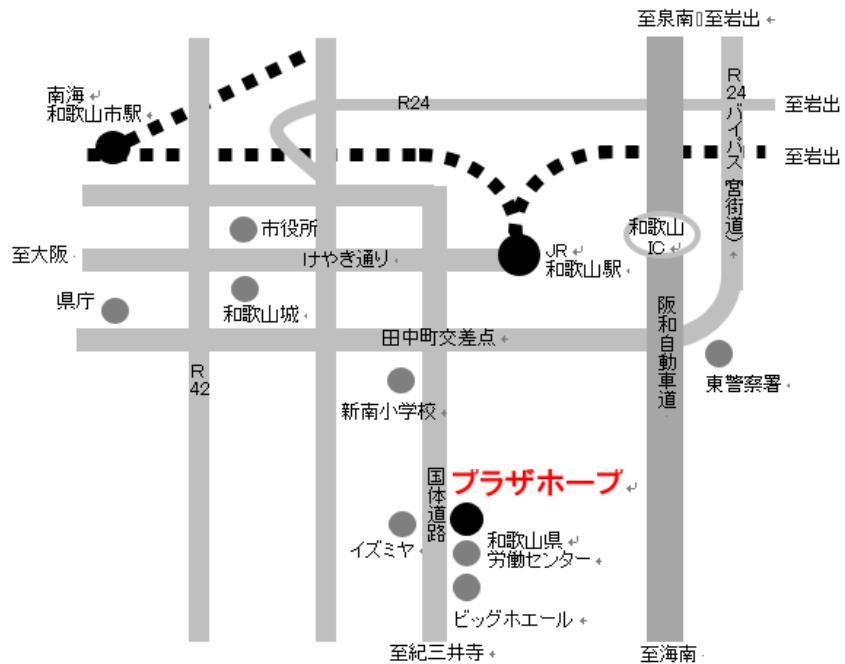 至泉南 至岩出
南海
和歌山市駅
R24
至岩出
R24バイパス（宮街道）
至岩出
市役所
和歌山
IC
至大阪
けやき通り
JR
和歌山駅
県庁
和歌山城
田中町交差点
阪和自動車道
R
42
東警察署
新南小学校
国体道路
プラザホープ
イズミヤ
和歌山県
労働センター
ビッグホエール
至紀三井寺
至海南